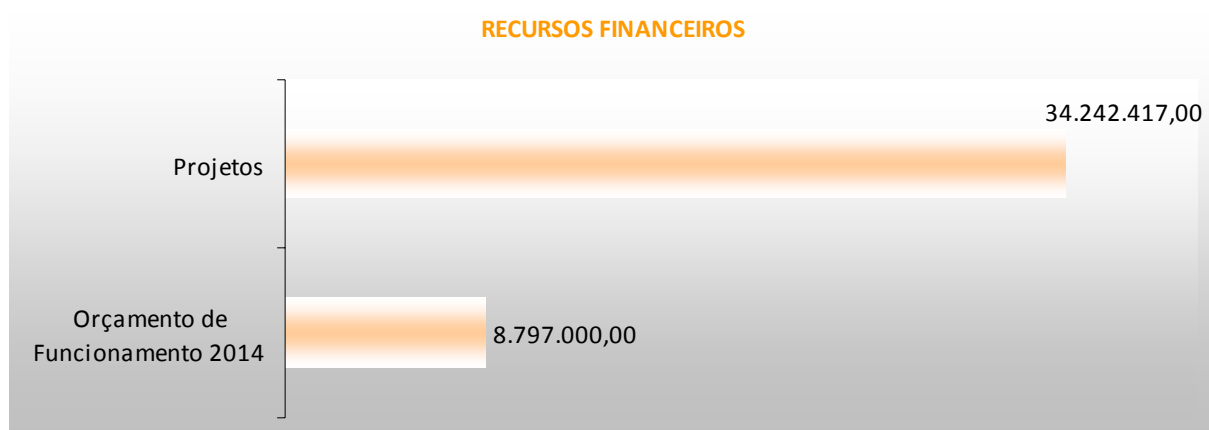 RECURSOS FINANCEIROS
34.242.417,00
Projetos
Orçamento de
Funcionamento 2014
8.797.000,00